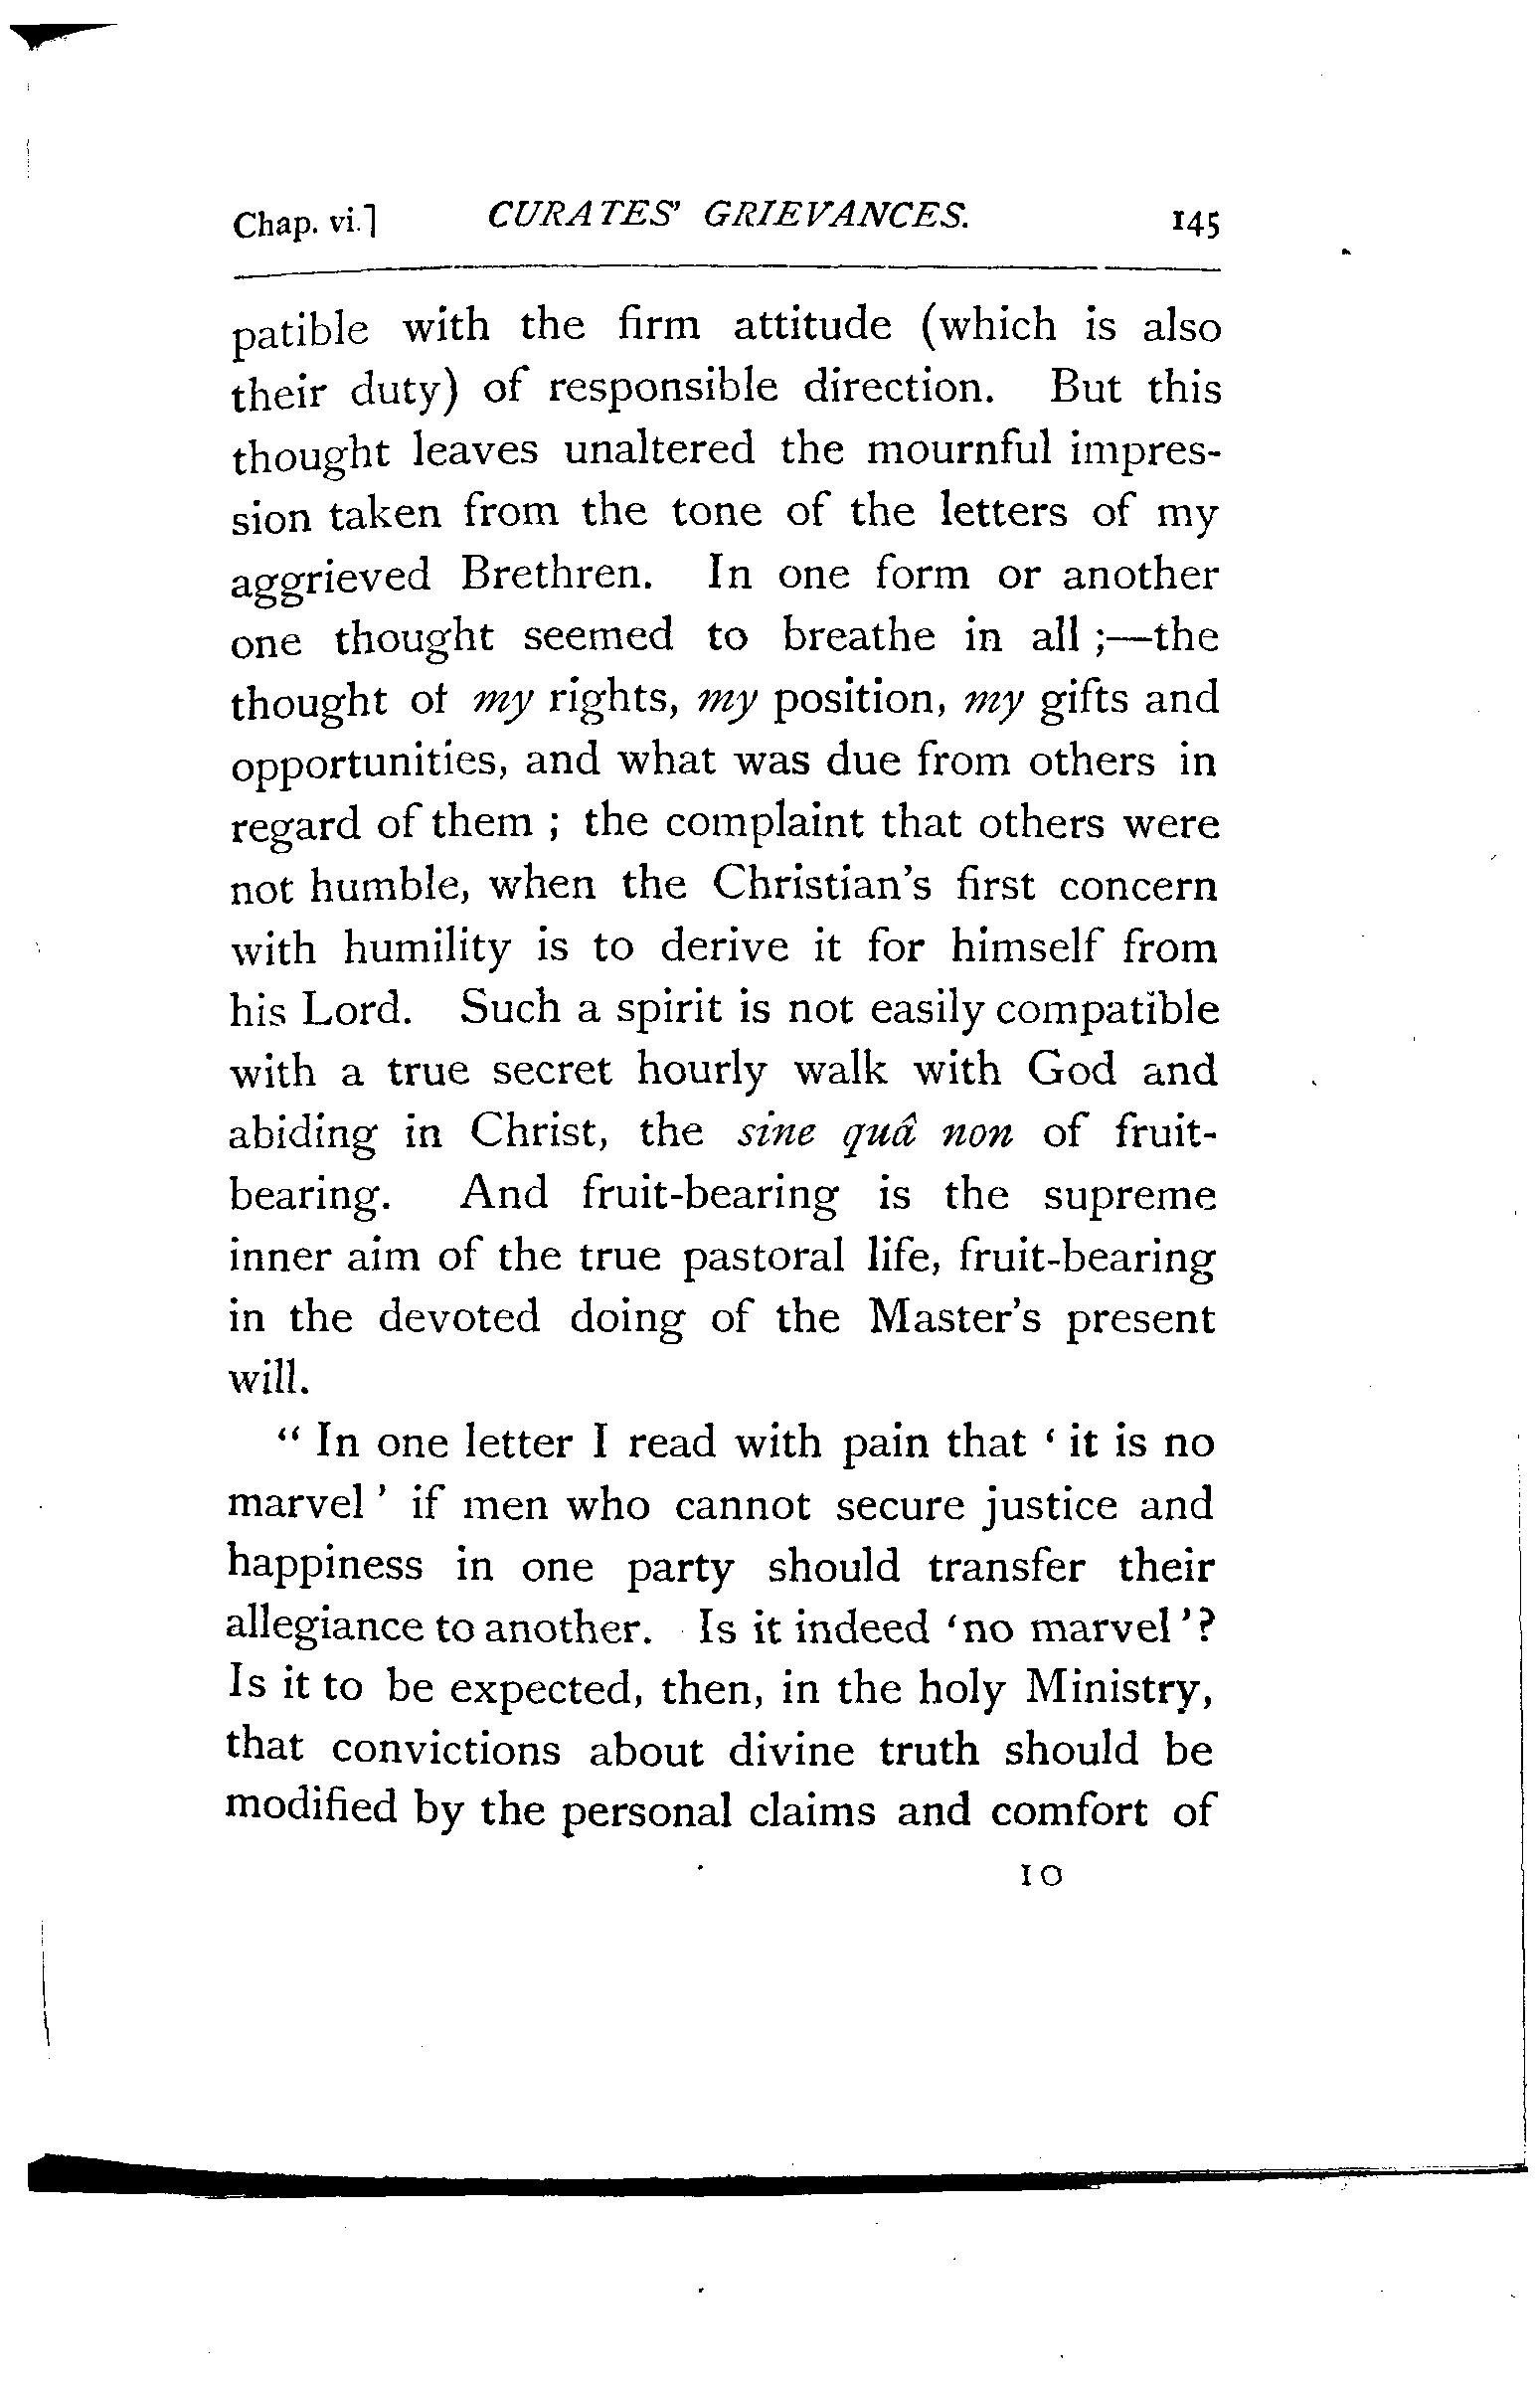 Chap. vi.] CURATES' GRIEVANCES. 145
patible with the firm attitude (which is also
their duty) of responsible direction. But this
thought leaves unaltered the mournful impres-
sion taken from the tone of the letters of my
aggrieved Brethren. In one form or another
one thought seemed to breathe in all ;—the
thought of my rights, my position, my gifts and
opportunities, and what was due from others in
regard of them ; the complaint that others were
not humble, when the Christian's first concern
with humility is to derive it for himself from
his Lord. Such a spirit is not easily compatible
with a true secret hourly walk with God and
abiding in Christ, the sine quâ non of fruit-
bearing. And fruit-bearing is the supreme
inner aim of the true pastoral life, fruit-bearing
in the devoted doing of the Master's present
will.
“ In one letter I read with pain that ‘ it is no
marvel ’ if men who cannot secure justice and
happiness in one party should transfer their
allegiance to another. Is it indeed ‘no marvel’?
Is it to be expected, then, in the holy Ministry,
that convictions about divine truth should be
modified by the personal claims and comfort of
10